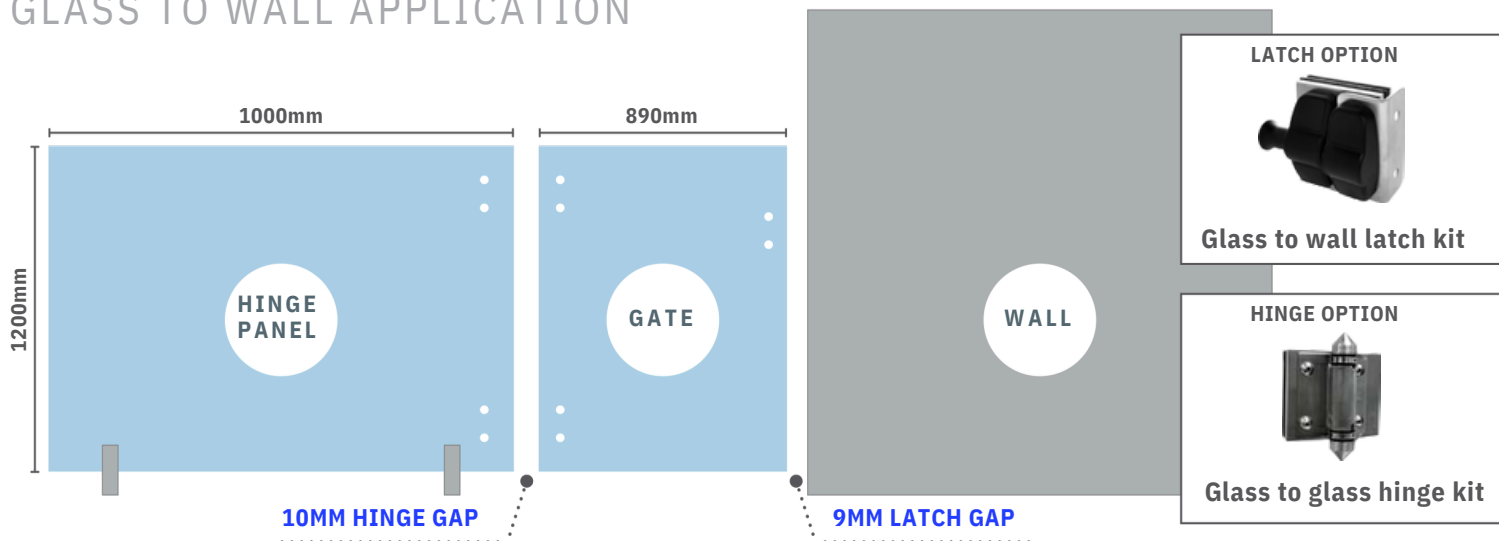 GLASS TO WALL APPLICATION
1000mm
890mm
1200mm
HINGE
PANEL
GATE
WALL
10MM HINGE GAP
9MM LATCH GAP
LATCH OPTION
Glass to wall latch kit
HINGE OPTION
Glass to glass hinge kit